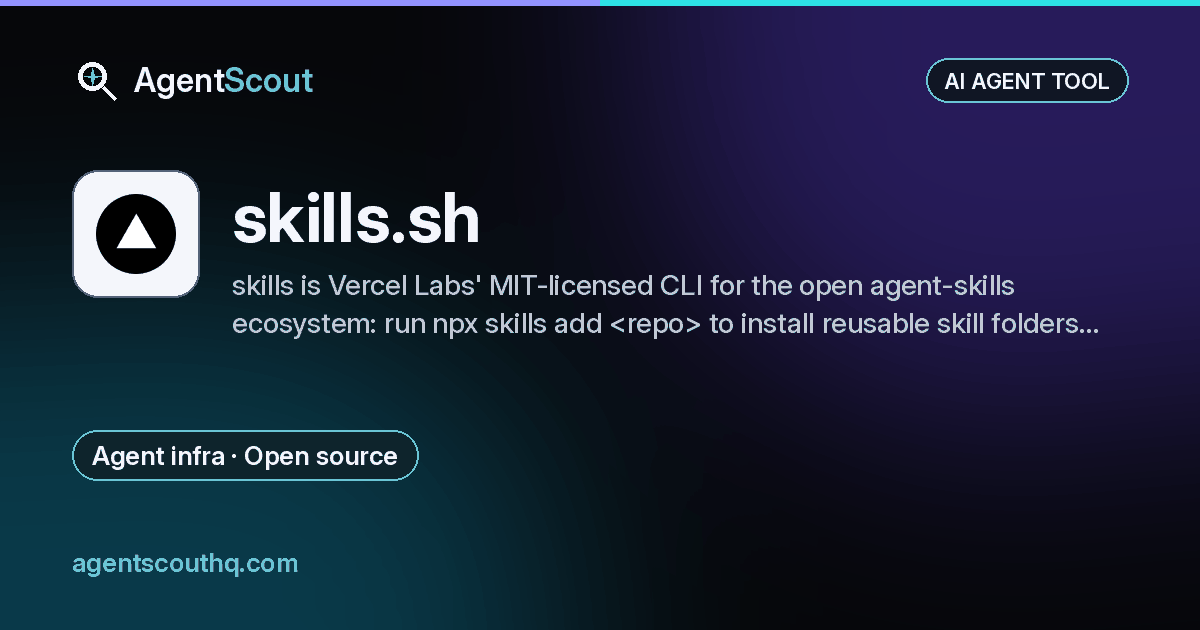 AgentScout
AI AGENT TOOL
skills.sh
skills is Vercel Labs' MIT-licensed CLI for the open agent-skills
ecosystem: run npx skills add <repo> to install reusable skill folders...
Agent infra · Open source
agentscouthq.com